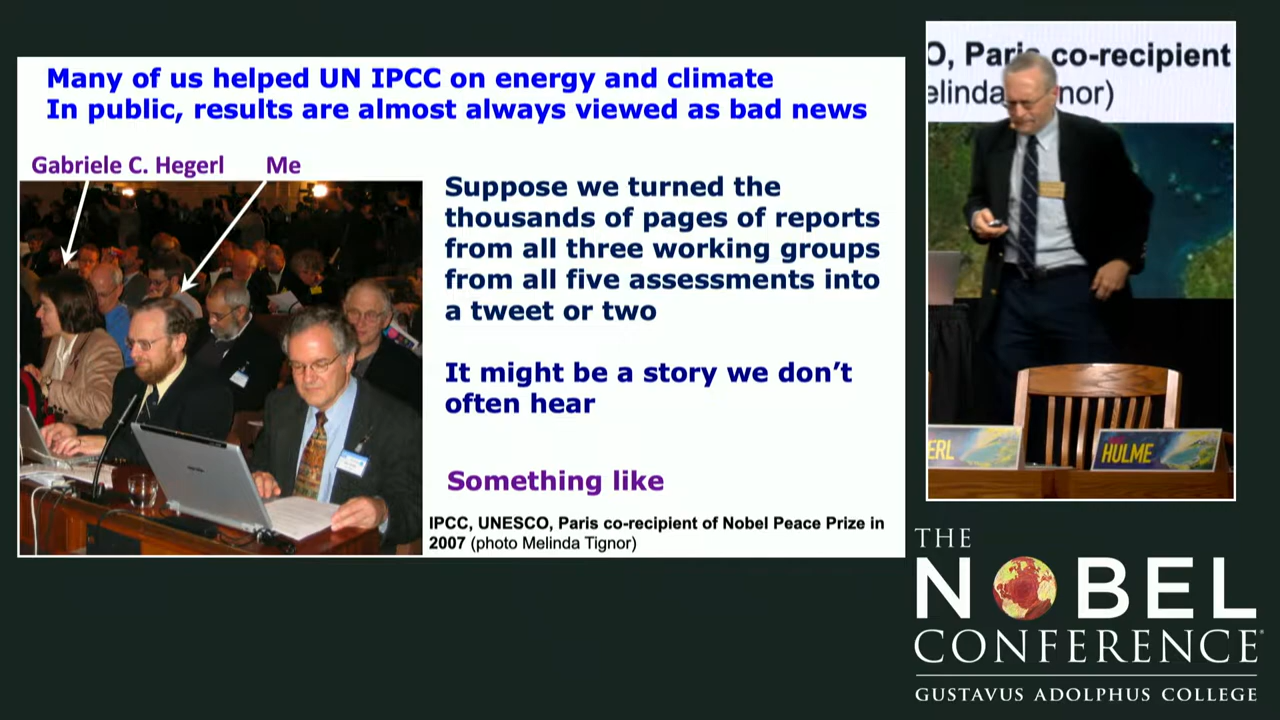 Many of us helped UN IPCC on energy and climate
In public, results are almost always viewed as bad news
Gabriele C. Hegerl
Me
Suppose we turned the
thousands of pages of reports
from all three working groups
from all five assessments into
a tweet or two
It might be a story we don't
often hear
Something like
IPCC, UNESCO, Paris co-recipient of Nobel Peace Prize in
2007 (photo Melinda Tignor)
O, Paris co-recipient
elinda Tignor)
ERL
HULME
THE
NOBEL
CONFERENCE
GUSTAVUS ADOLPHUS COLLEGE